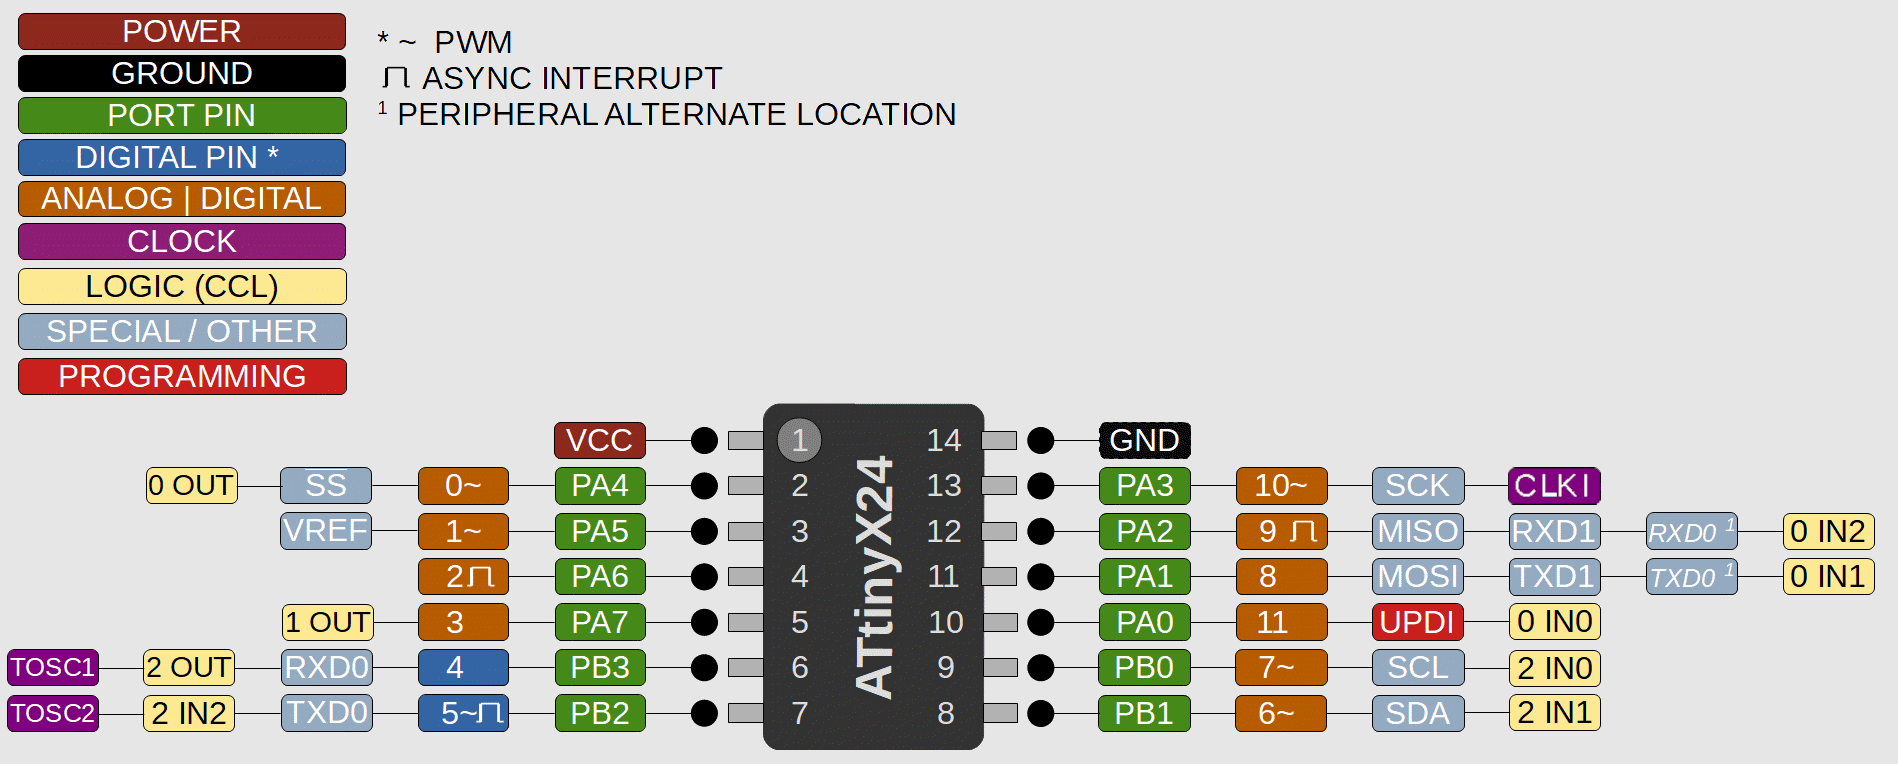 POWER
GROUND
PORT PIN
DIGITAL PIN *
ANALOG | DIGITAL
CLOCK
LOGIC (CCL)
SPECIAL / OTHER
PROGRAMMING
* ~ PWM
ASYNC INTERRUPT
¹ PERIPHERAL ALTERNATE LOCATION
VCC 1 14 GND
0 OUT SS 0~ PA4 2 13 PA3 10~ SCK CLKI
VREF 1~ PA5 3 12 PA2 9 MISO RXD1 RXD0 ¹ 0 IN2
2 PA6 4 11 PA1 8 MOSI TXD1 TXD0 ¹ 0 IN1
1 OUT 3 PA7 5 10 PA0 11 UPDI 0 IN0
TOSC1 2 OUT RXD0 4 PB3 6 9 PB0 7~ SCL 2 IN0
TOSC2 2 IN2 TXD0 5~ PB2 7 8 PB1 6~ SDA 2 IN1
ATtinyX24